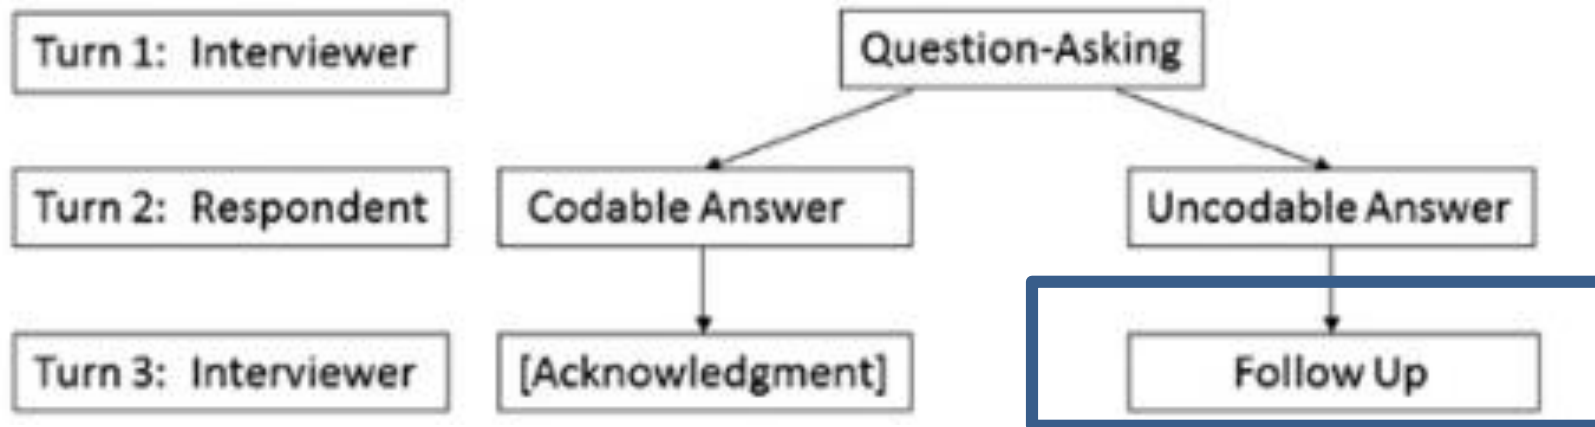 Turn 1: Interviewer
Question-Asking
Turn 2: Respondent
Codable Answer
Uncodable Answer
Turn 3: Interviewer
[Acknowledgment]
Follow Up